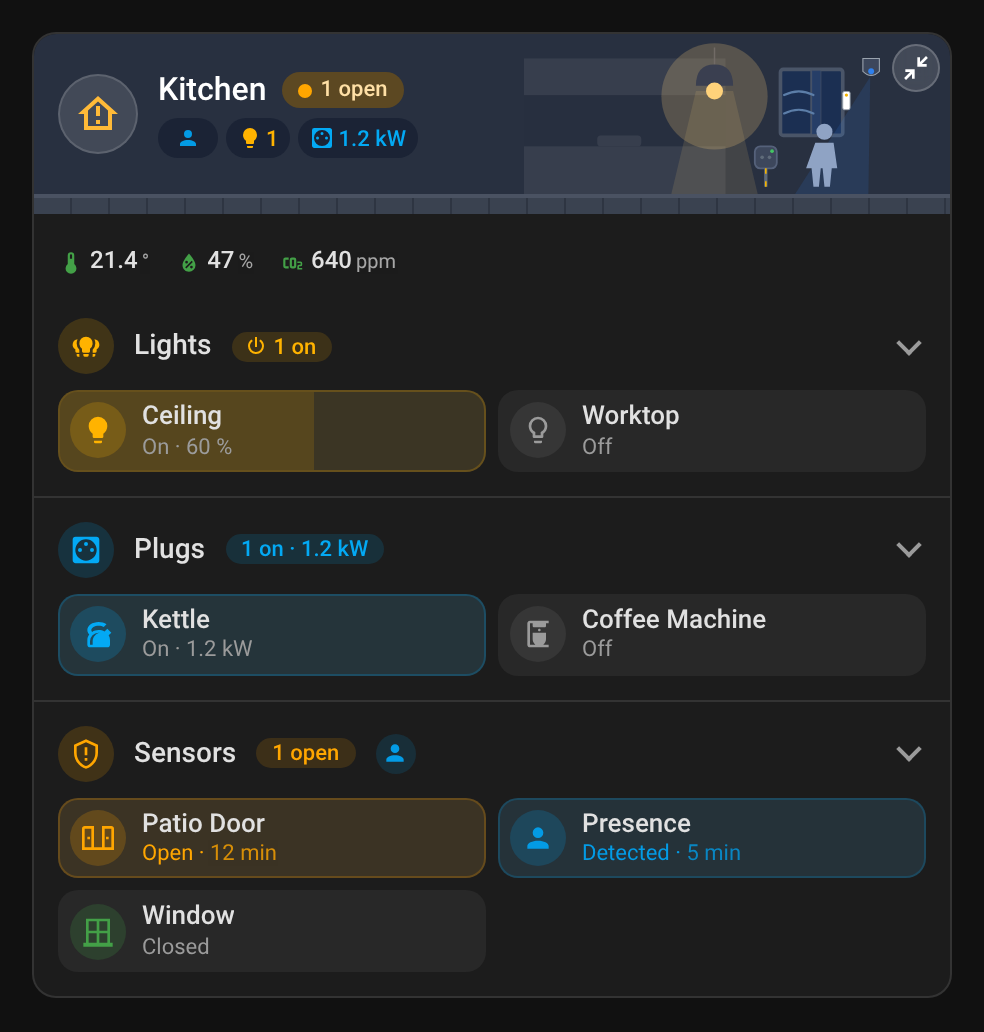 Kitchen
1 open
1
1.2 kW
21.4 °
47 %
CO₂ 640 ppm
Lights
1 on
Ceiling
On · 60 %
Worktop
Off
Plugs
1 on · 1.2 kW
Kettle
On · 1.2 kW
Coffee Machine
Off
Sensors
1 open
Patio Door
Open · 12 min
Presence
Detected · 5 min
Window
Closed